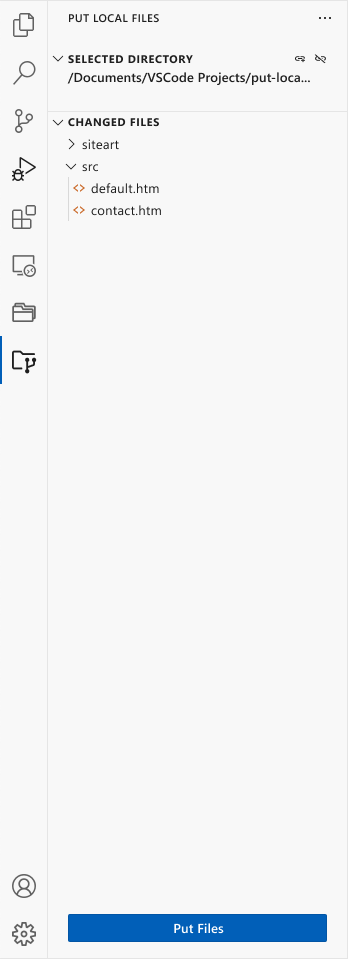 PUT LOCAL FILES
SELECTED DIRECTORY
/Documents/VSCode Projects/put-loca...
CHANGED FILES
siteart
src
default.htm
contact.htm
Put Files